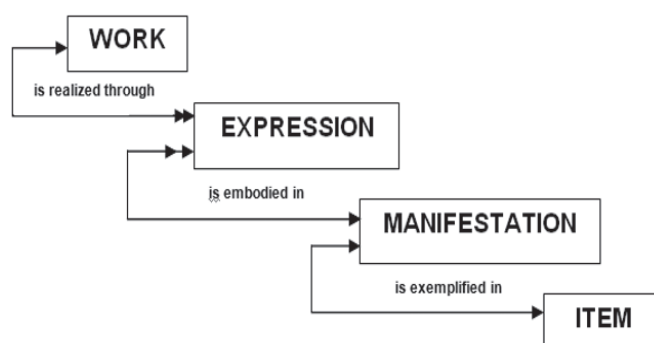 WORK
is realized through
EXPRESSION
is embodied in
MANIFESTATION
is exemplified in
ITEM